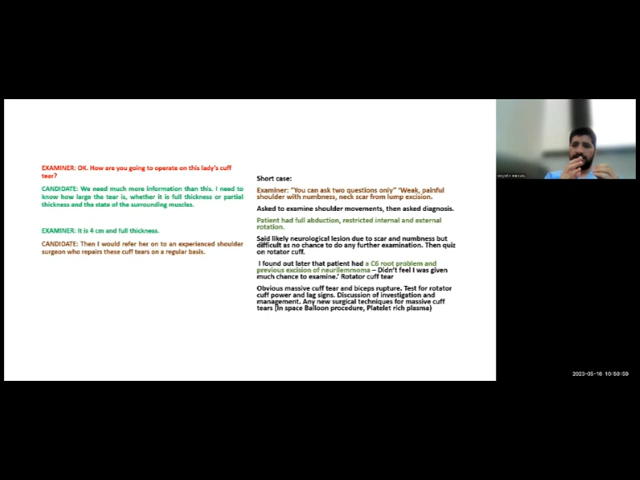 EXAMINER: OK. How are you going to operate on this lady's cuff
tear?
CANDIDATE: We need much more information than this. I need to
know how large the tear is, whether it is full thickness or partial
thickness and the state of the surrounding muscles.
EXAMINER: It is 4 cm and full thickness.
CANDIDATE: Then I would refer her on to an experienced shoulder
surgeon who repairs these cuff tears on a regular basis.
Short case:
Examiner: "You can ask two questions only" 'Weak, painful
shoulder with numbness, neck scar from lump excision.
Asked to examine shoulder movements, then asked diagnosis.
Patient had full abduction, restricted internal and external
rotation.
Said likely neurological lesion due to scar and numbness but
difficult as no chance to do any further examination. Then quiz
on rotator cuff.
I found out later that patient had a C6 root problem and
previous excision of neurilemmoma – Didn't feel I was given
much chance to examine.' Rotator cuff tear
Obvious massive cuff tear and biceps rupture. Test for rotator
cuff power and lag signs. Discussion of investigation and
management. Any new surgical techniques for massive cuff
tears (In space Balloon procedure, Platelet rich plasma)
2023-05-16 10:50:50